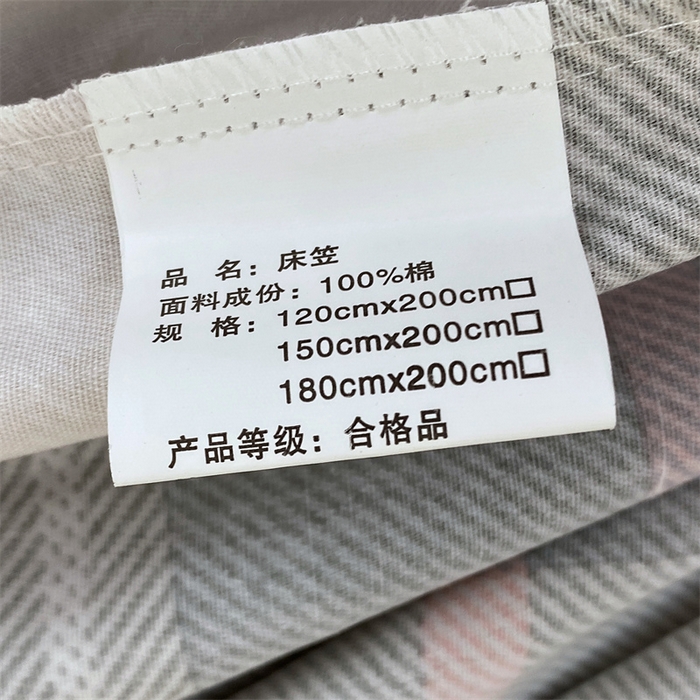 品 名：床笠
面料成份：100%棉
规 格：120cmx200cm□
150cmx200cm□
180cmx200cm□
产品等级：合格品